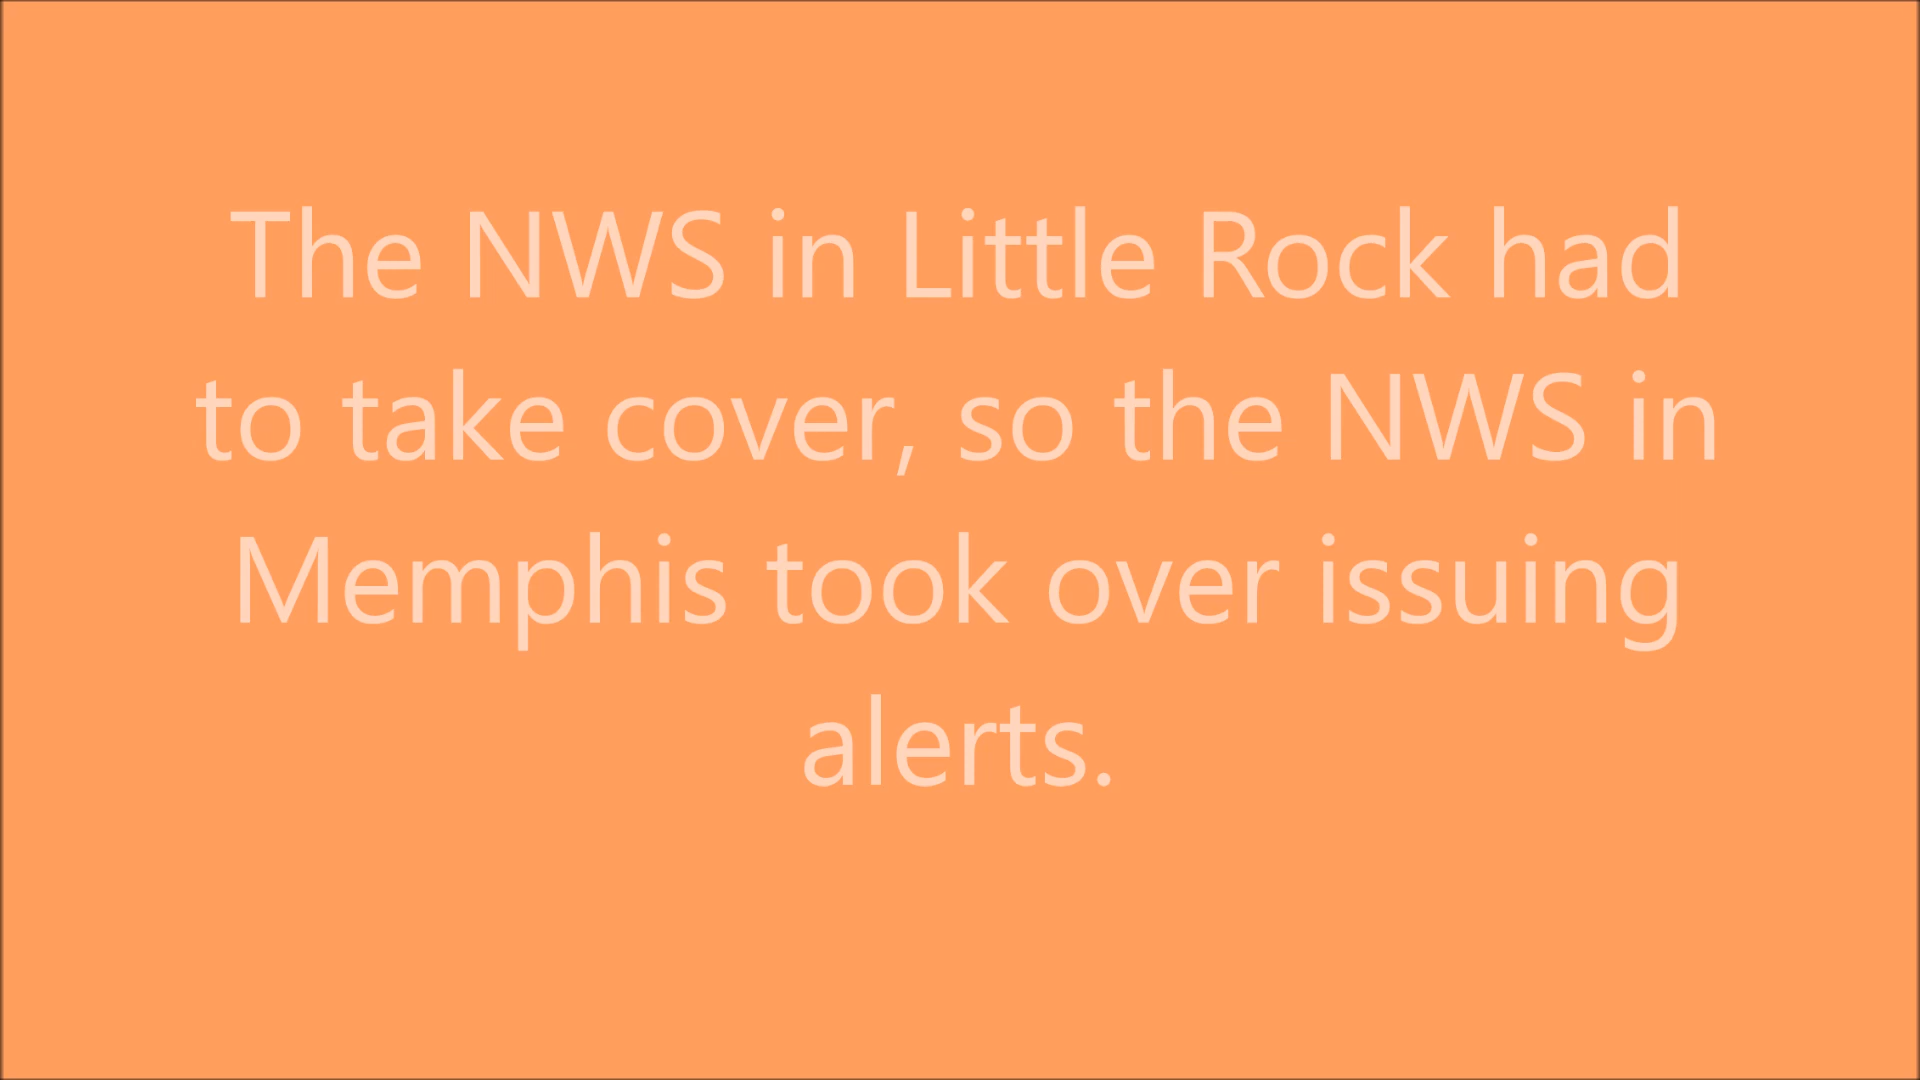 The NWS in Little Rock had
to take cover, so the NWS in
Memphis took over issuing
alerts.